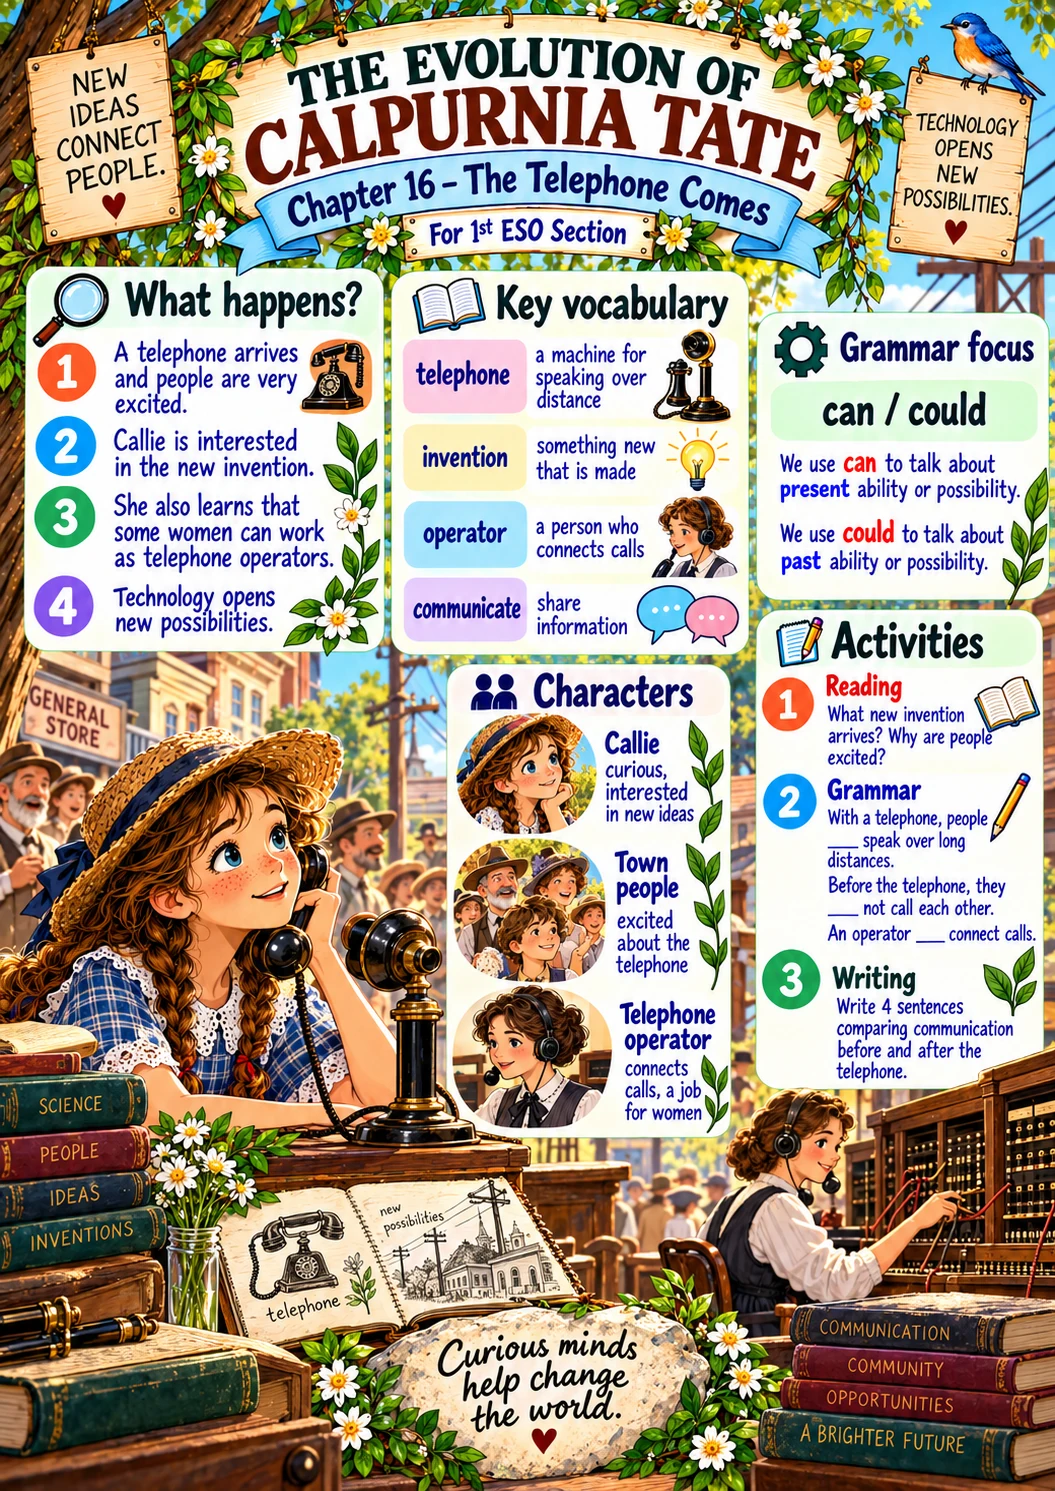 NEW
IDEAS
CONNECT
PEOPLE.
THE EVOLUTION OF
CALPURNIA TATE
Chapter 16 – The Telephone Comes
For 1st ESO Section
TECHNOLOGY
OPENS
NEW
POSSIBILITIES.
What happens?
1
A telephone arrives
and people are very
excited.
2
Callie is interested
in the new invention.
3
She also learns that
some women can work
as telephone operators.
4
Technology opens
new possibilities.
Key vocabulary
telephone
a machine for
speaking over
distance
invention
something new
that is made
operator
a person who
connects calls
communicate
share
information
Grammar focus
can / could
We use can to talk about
present ability or possibility.
We use could to talk about
past ability or possibility.
Characters
Callie
curious,
interested
in new ideas
Town
people
excited
about the
telephone
Telephone
operator
connects
calls, a job
for women
Activities
1
Reading
What new invention
arrives? Why are people
excited?
2
Grammar
With a telephone, people
___ speak over long
distances.
Before the telephone, they
___ not call each other.
An operator ___ connect calls.
3
Writing
Write 4 sentences
comparing communication
before and after the
telephone.
GENERAL
STORE
SCIENCE
PEOPLE
IDEAS
INVENTIONS
telephone
new
possibilities
Curious minds
help change
the world.
COMMUNICATION
COMMUNITY
OPPORTUNITIES
A BRIGHTER FUTURE